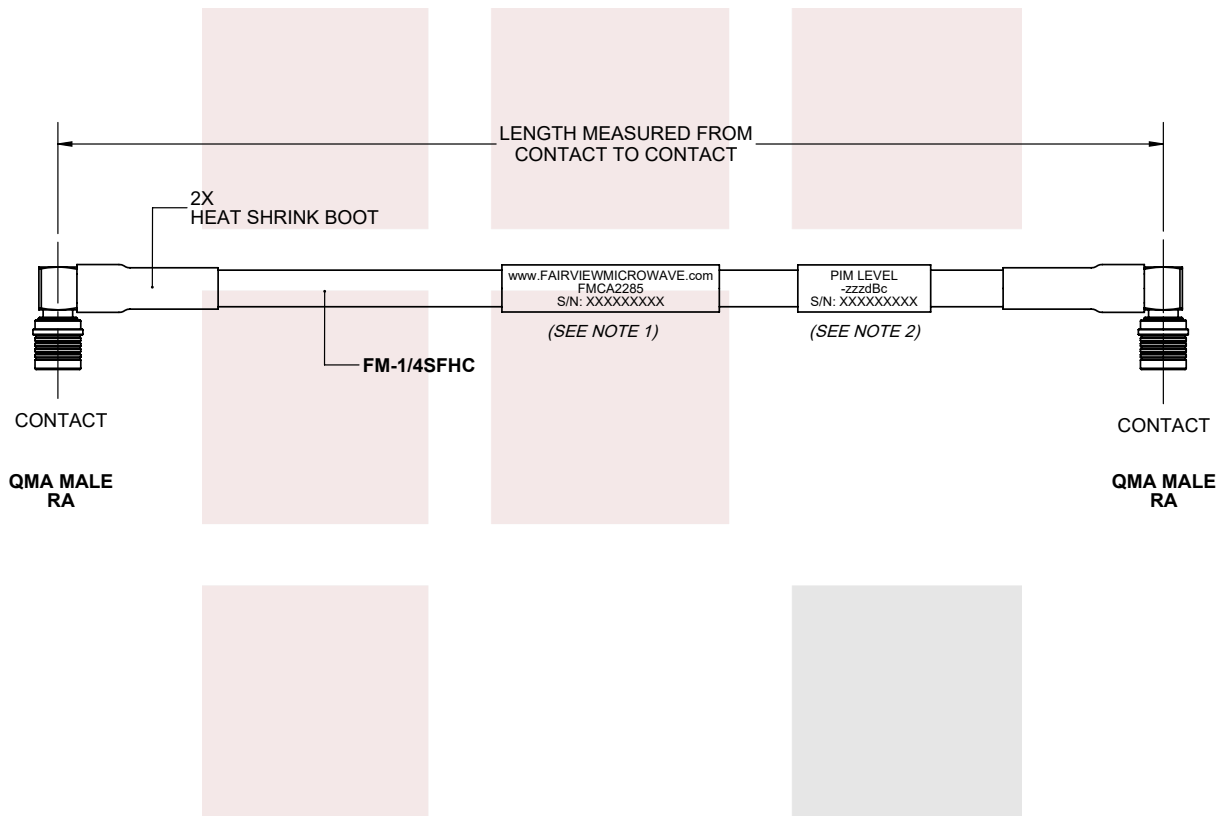 LENGTH MEASURED FROM
CONTACT TO CONTACT
2X
HEAT SHRINK BOOT
www.FAIRVIEWMICROWAVE.com
FMCA2285
S/N: XXXXXXXXX
PIM LEVEL
-zzzdBc
S/N: XXXXXXXXX
(SEE NOTE 1)
(SEE NOTE 2)
FM-1/4SFHC
CONTACT
CONTACT
QMA MALE
RA
QMA MALE
RA